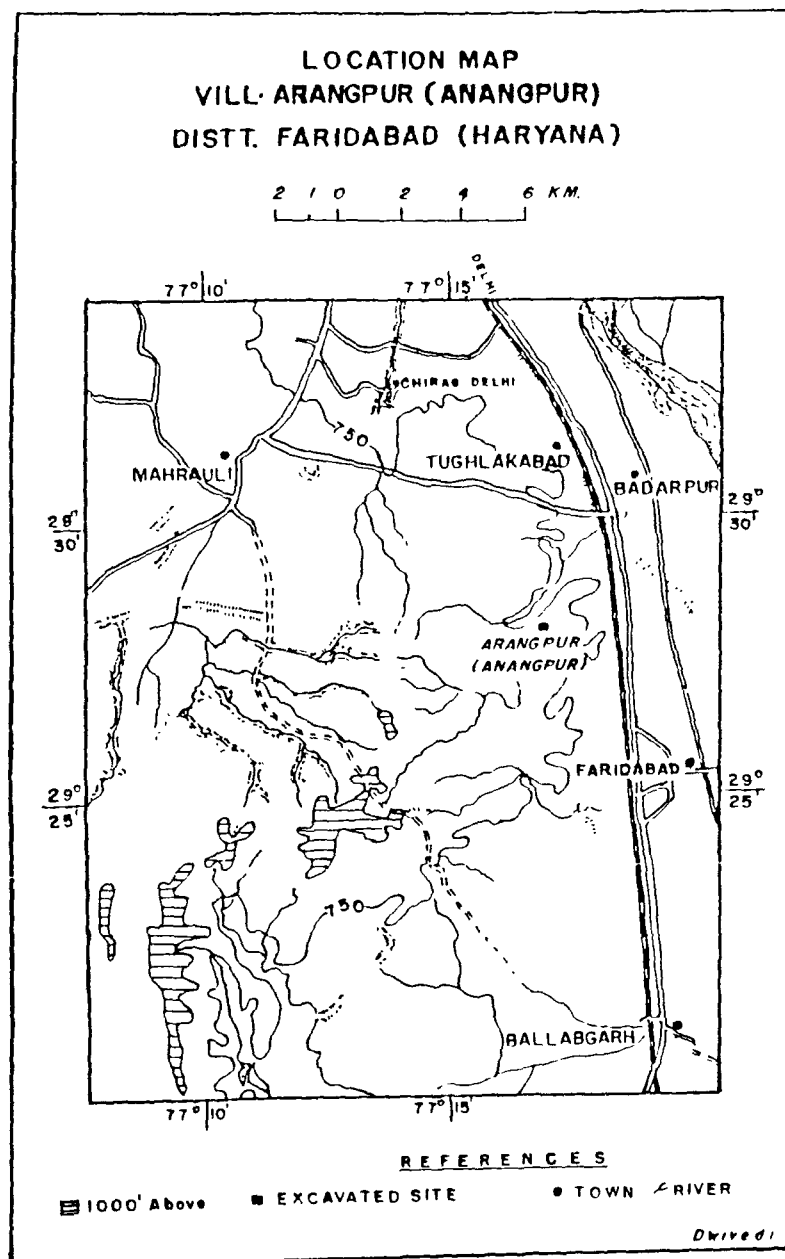 LOCATION MAP
VILL. ARANGPUR (ANANGPUR)
DISTT. FARIDABAD (HARYANA)
2 1 0 2 4 6 KM.
DELHI
77° 10' 77° 15'
CHIRAG DELHI
750
MAHRAULI
TUGHLAKABAD
BADARPUR
28° 30'
29° 30'
ARANGPUR
(ANANGPUR)
FARIDABAD
29° 25'
29° 25'
750
BALLABGARH
77° 10' 77° 15'
REFERENCES
1000' Above EXCAVATED SITE TOWN RIVER
Dwivedi